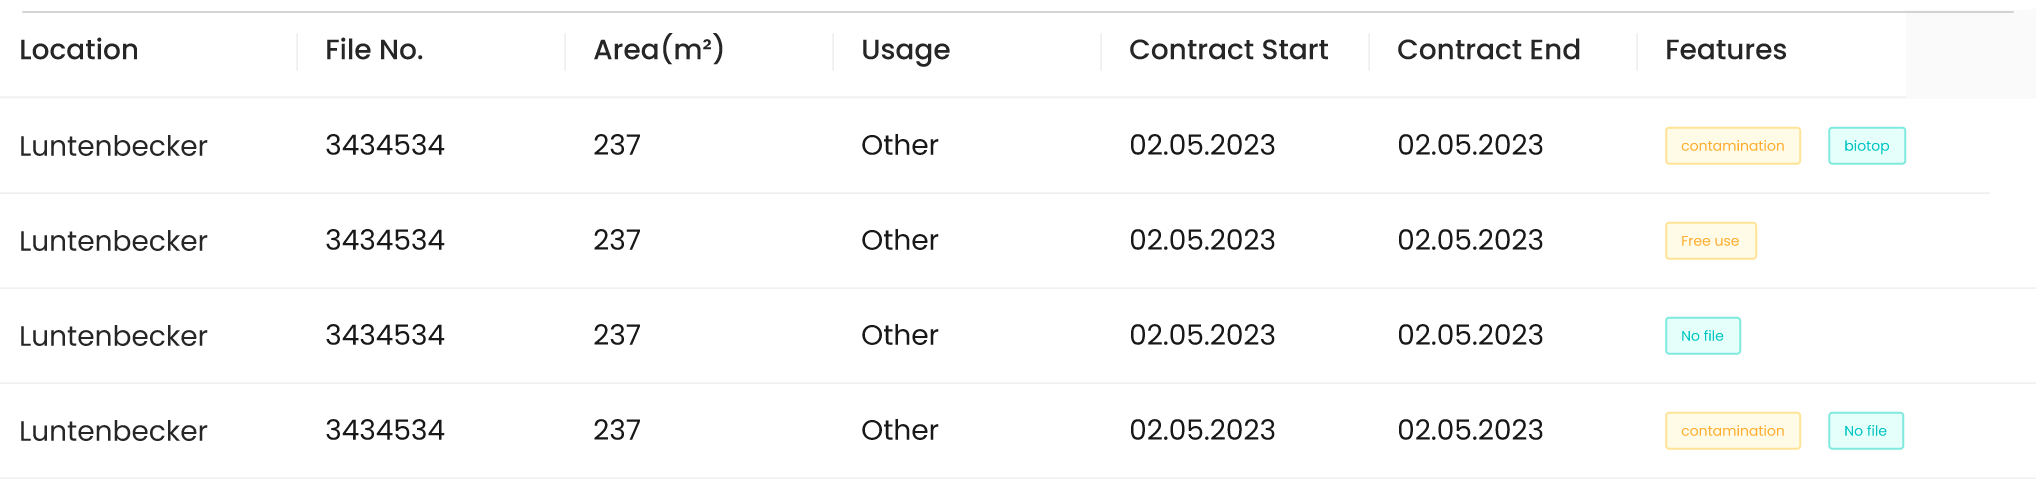 Location File No. Area(m²) Usage Contract Start Contract End Features
Luntenbecker 3434534 237 Other 02.05.2023 02.05.2023 contamination biotop
Luntenbecker 3434534 237 Other 02.05.2023 02.05.2023 Free use
Luntenbecker 3434534 237 Other 02.05.2023 02.05.2023 No file
Luntenbecker 3434534 237 Other 02.05.2023 02.05.2023 contamination No file